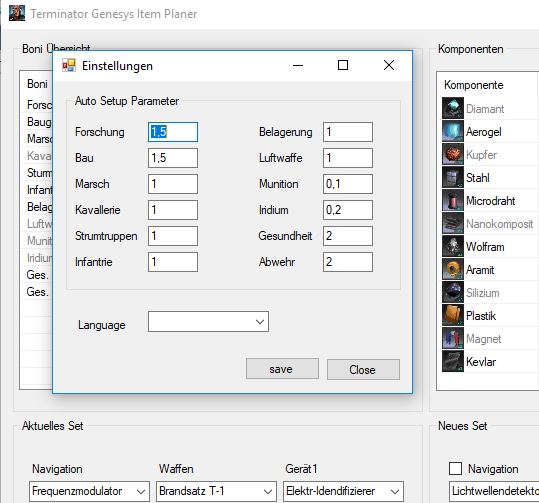 Terminator Genesys Item Planer
Boni Übersicht
Komponenten
Einstellungen
Boni
Auto Setup Parameter
Forschung 1,5 Belagerung 1
Bau 1,5 Luftwaffe 1
Marsch 1 Munition 0,1
Kavallerie 1 Iridium 0,2
Strumtruppen 1 Gesundheit 2
Infantrie 1 Abwehr 2
Language
save Close
Forsc
Baug
Marsc
Kava
Sturm
Infant
Belag
Luftw
Munit
Iridiu
Ges.
Ges.
Komponente
Diamant
Aerogel
Kupfer
Stahl
Microdraht
Nanokomposit
Wolfram
Aramit
Silizium
Plastik
Magnet
Kevlar
Aktuelles Set
Navigation Waffen Gerät1
Frequenzmodulator Brandsatz T-1 Elektr-Idendifizierer
Neues Set
Navigation
Lichtwellendetekto